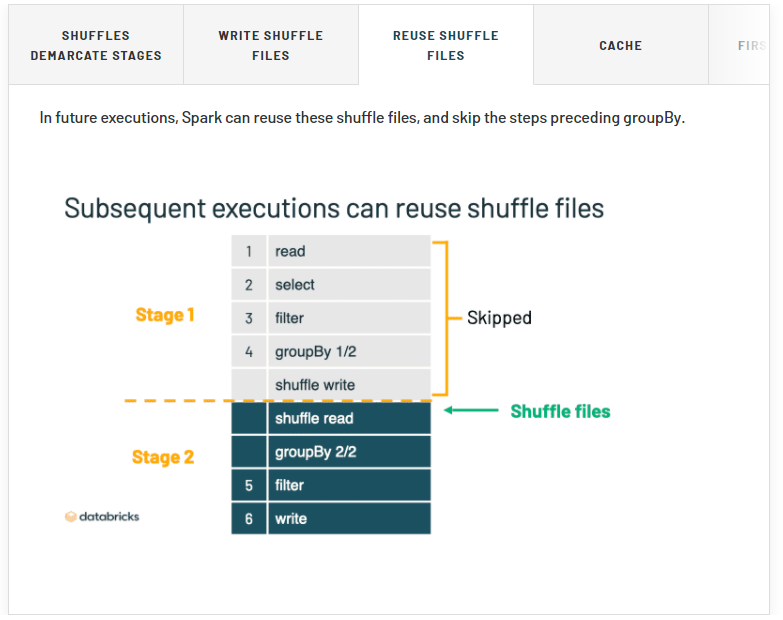 SHUFFLES
DEMARCATE STAGES
WRITE SHUFFLE
FILES
REUSE SHUFFLE
FILES
CACHE
FIRS
In future executions, Spark can reuse these shuffle files, and skip the steps preceding groupBy.
Subsequent executions can reuse shuffle files
Stage 1
1 read
2 select
3 filter
4 groupBy 1/2
shuffle write
Skipped
Shuffle files
Stage 2
shuffle read
groupBy 2/2
5 filter
6 write
databricks